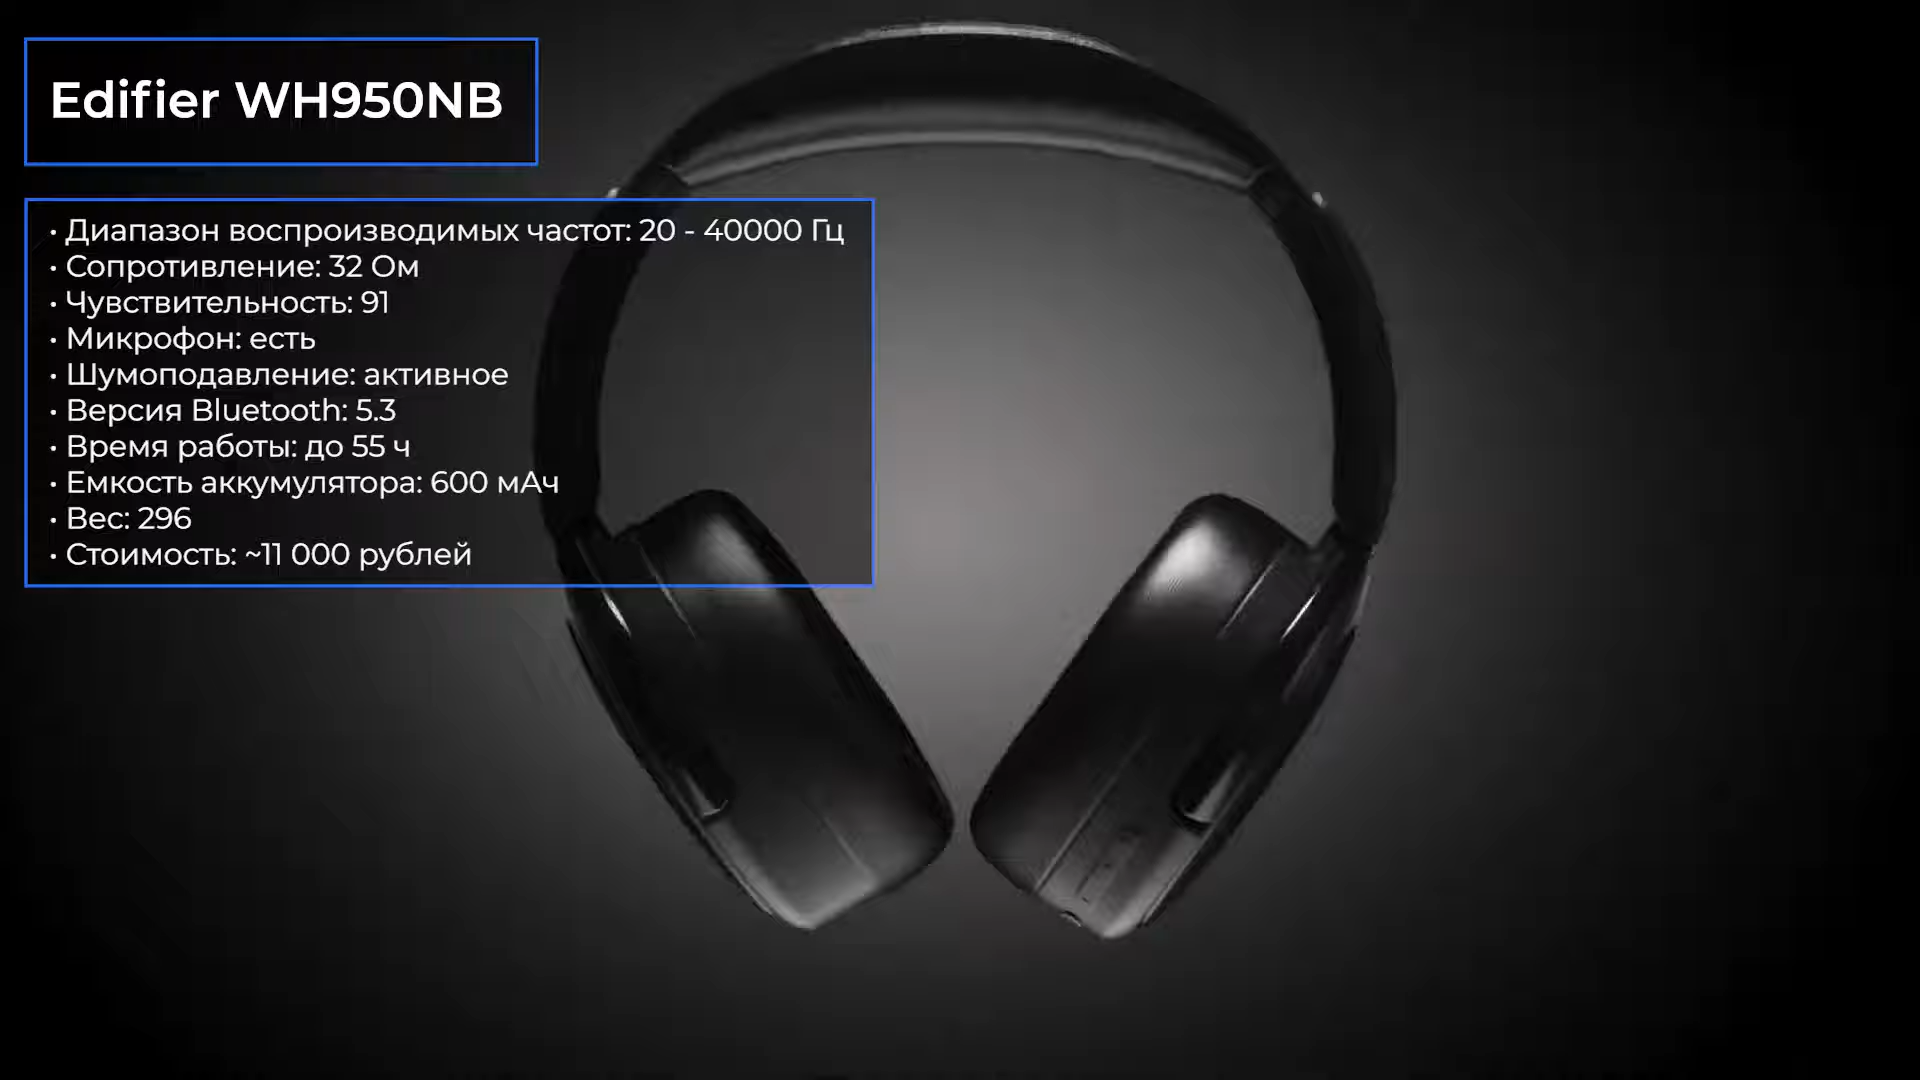 Edifier WH950NB
• Диапазон воспроизводимых частот: 20 - 40000 Гц
• Сопротивление: 32 Ом
• Чувствительность: 91
• Микрофон: есть
• Шумоподавление: активное
• Версия Bluetooth: 5.3
• Время работы: до 55 ч
• Емкость аккумулятора: 600 мАч
• Вес: 296
• Стоимость: ~11 000 рублей